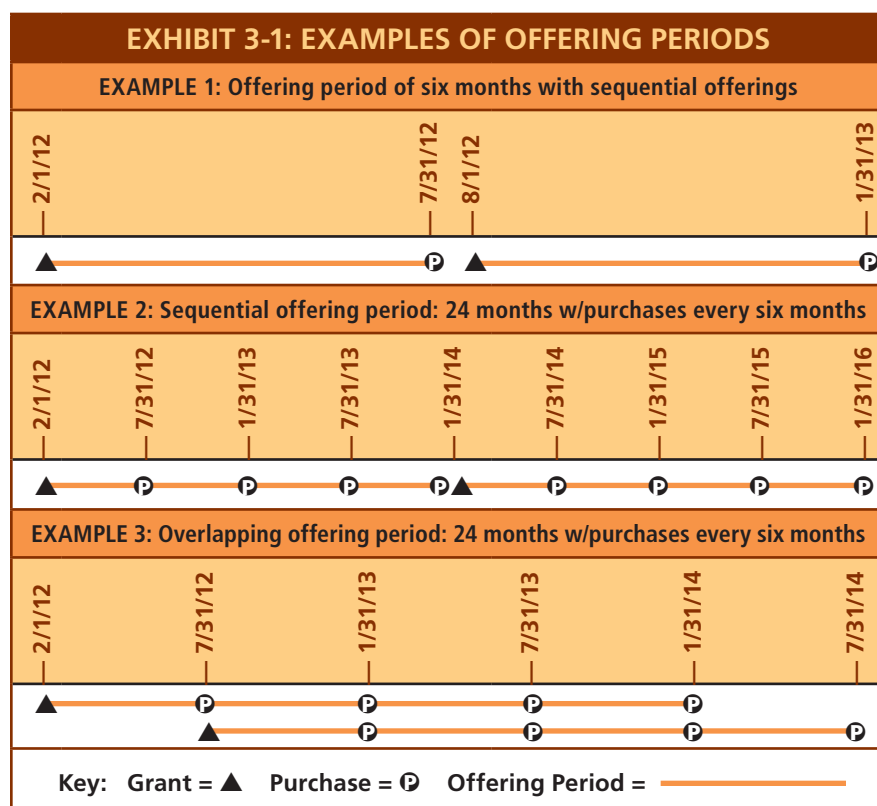 EXHIBIT 3-1: EXAMPLES OF OFFERING PERIODS
EXAMPLE 1: Offering period of six months with sequential offerings
2/1/12
7/31/12
8/1/12
1/31/13
P
P
EXAMPLE 2: Sequential offering period: 24 months w/purchases every six months
2/1/12
7/31/12
1/31/13
7/31/13
1/31/14
7/31/14
1/31/15
7/31/15
1/31/16
P
P
P
P
P
P
P
P
EXAMPLE 3: Overlapping offering period: 24 months w/purchases every six months
2/1/12
7/31/12
1/31/13
7/31/13
1/31/14
7/31/14
P
P
P
P
P
P
P
P
Key: Grant = ▲ Purchase = P Offering Period =